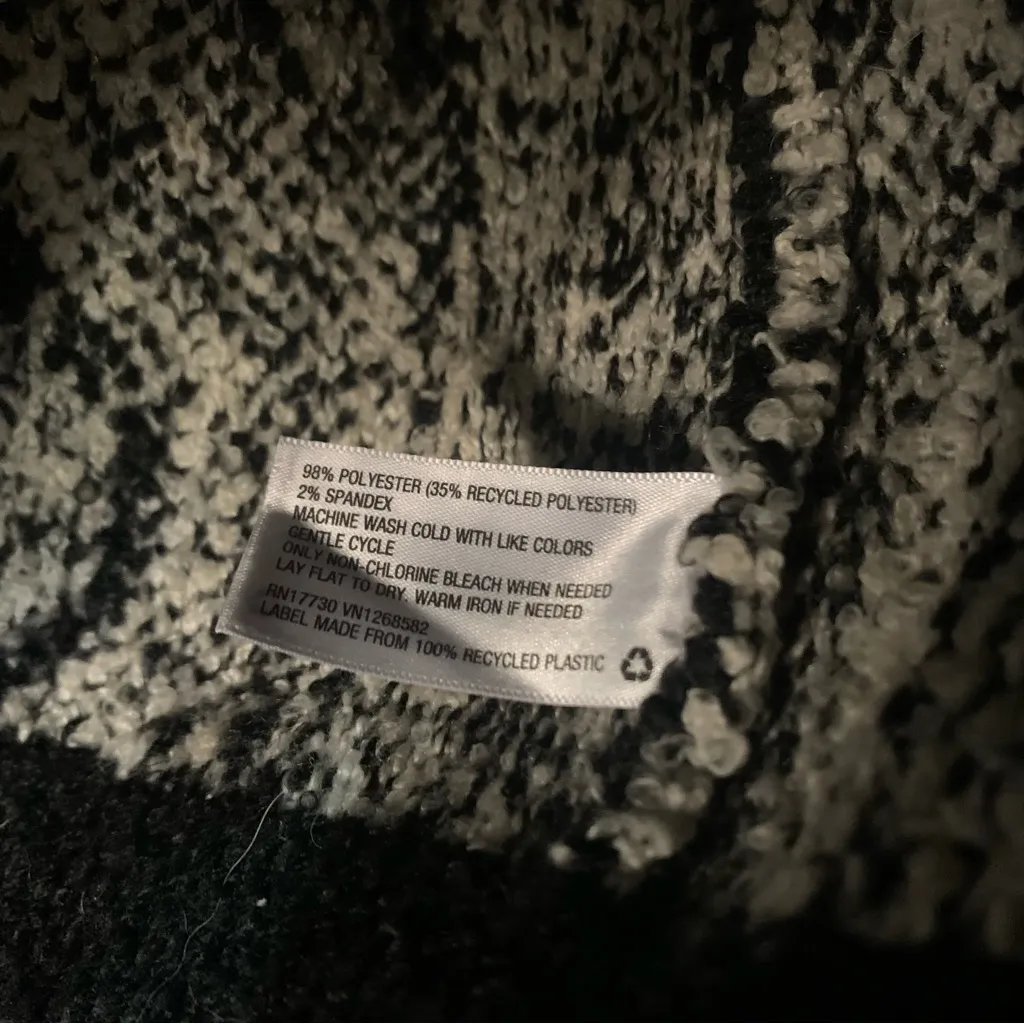 98% POLYESTER (35% RECYCLED POLYESTER)
2% SPANDEX
MACHINE WASH COLD WITH LIKE COLORS
GENTLE CYCLE
ONLY NON-CHLORINE BLEACH WHEN NEEDED
LAY FLAT TO DRY. WARM IRON IF NEEDED
RN17730 VN1268582
LABEL MADE FROM 100% RECYCLED PLASTIC